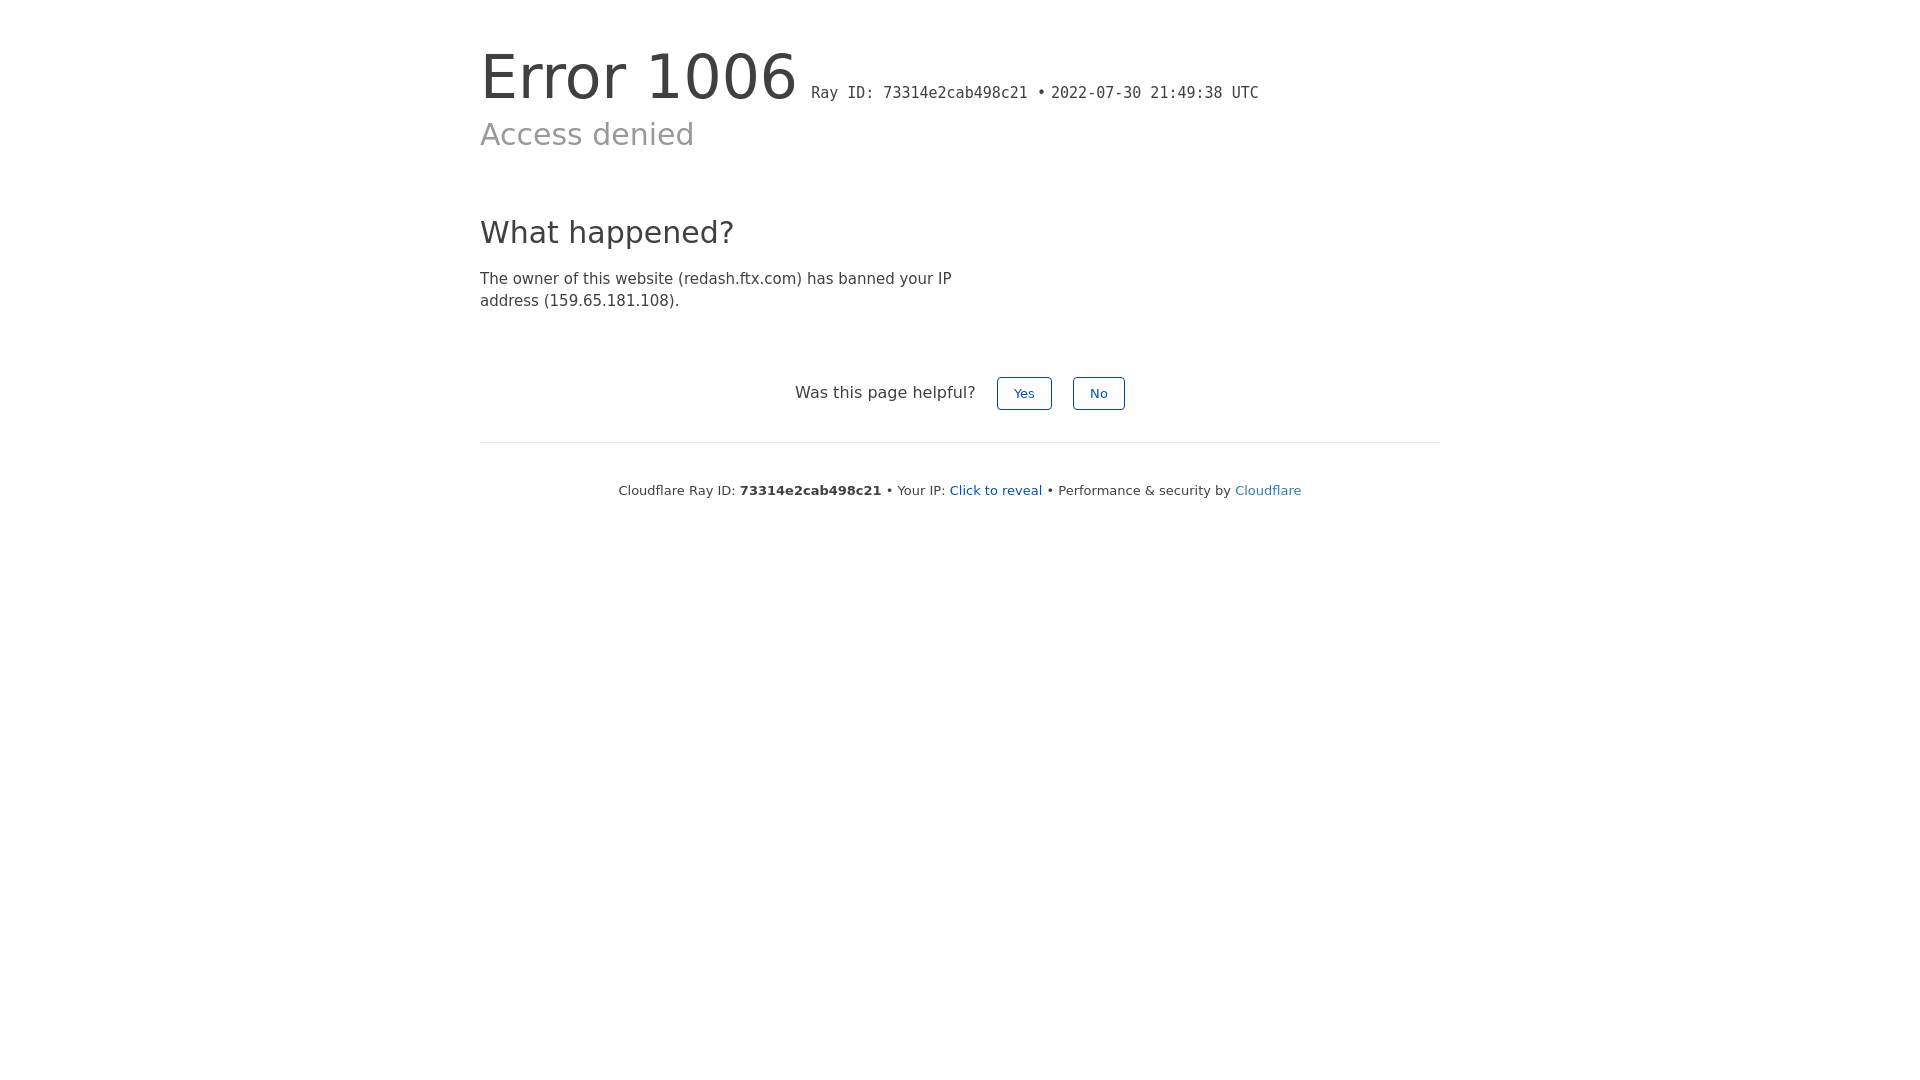 Error 1006 Ray ID: 73314e2cab498c21 • 2022-07-30 21:49:38 UTC
Access denied
What happened?
The owner of this website (redash.ftx.com) has banned your IP
address (159.65.181.108).
Was this page helpful? Yes No
Cloudflare Ray ID: 73314e2cab498c21 • Your IP: Click to reveal • Performance & security by Cloudflare